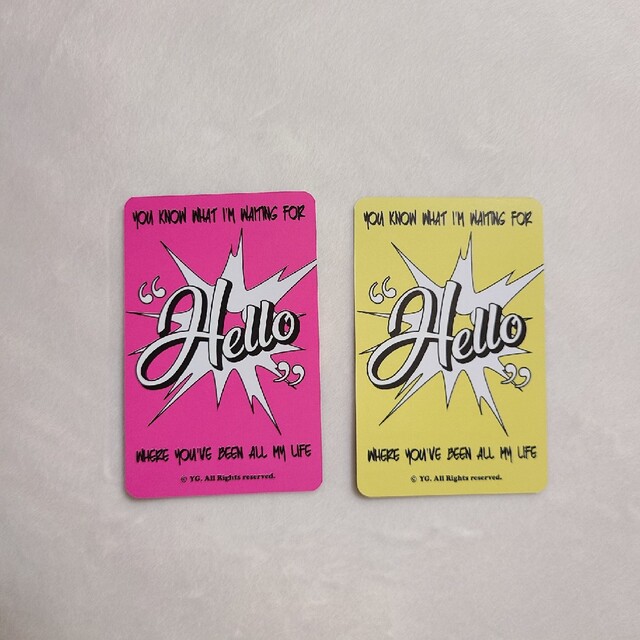 YOU KNOW WHAT I'M WAITING FOR
“Hello”
WHERE YOU'VE BEEN ALL MY LIFE
© YG. All Rights reserved.
YOU KNOW WHAT I'M WAITING FOR
“Hello”
WHERE YOU'VE BEEN ALL MY LIFE
© YG. All Rights reserved.